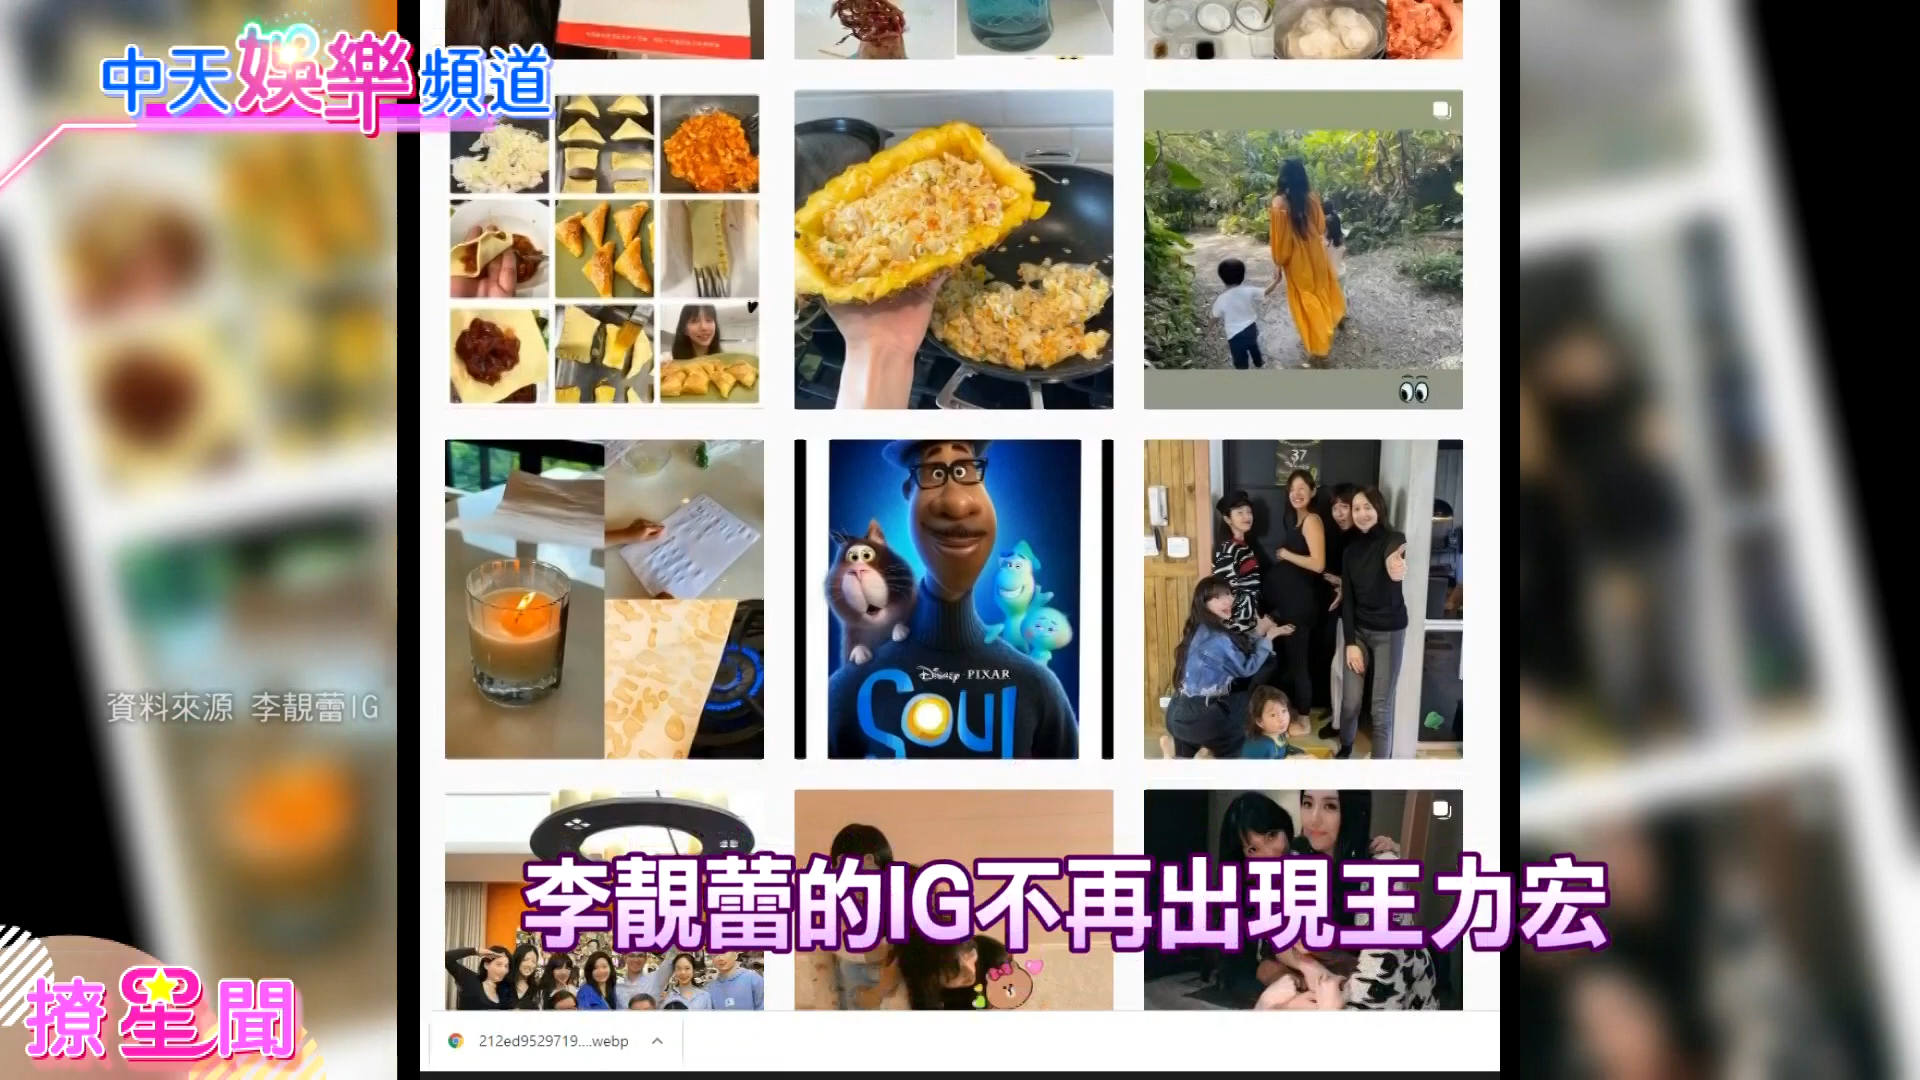 中天娛樂頻道
37
資料來源 李靚蕾IG
Disney · PIXAR
Soul
李靚蕾的IG不再出現王力宏
撩星聞
212ed9529719....webp